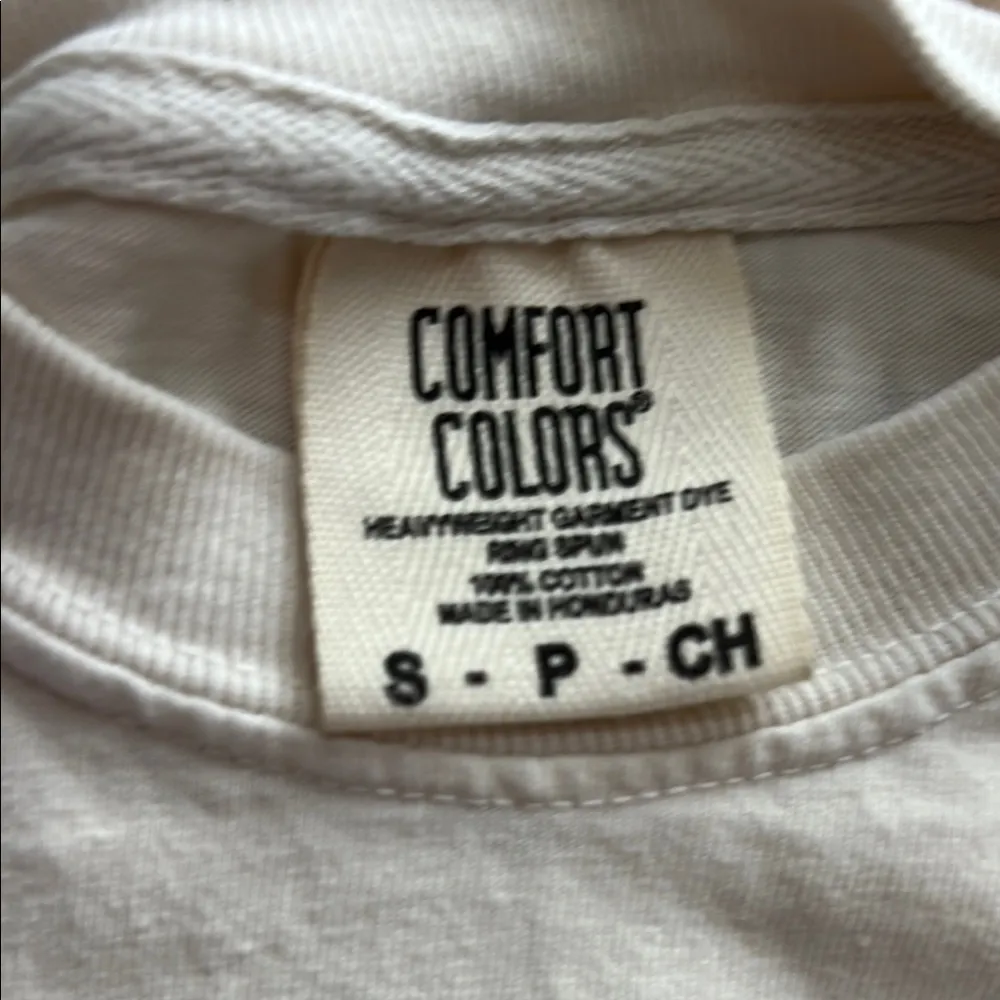 COMFORT
COLORS®
HEAVYWEIGHT GARMENT DYE
RING SPUN
100% COTTON
MADE IN HONDURAS
S - P - CH